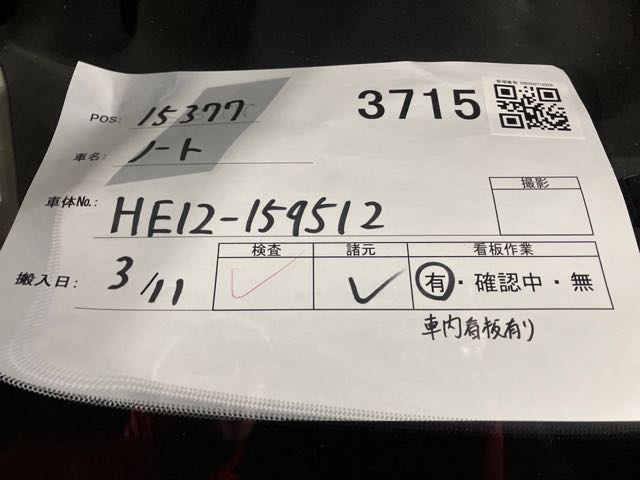 3715
POS: 15377
車名: ノート
車体No.: HE12-159512
撮影
搬入日: 3/11
検査 諸元 看板作業
✓ ✓ 有・確認中・無
車内看板有り